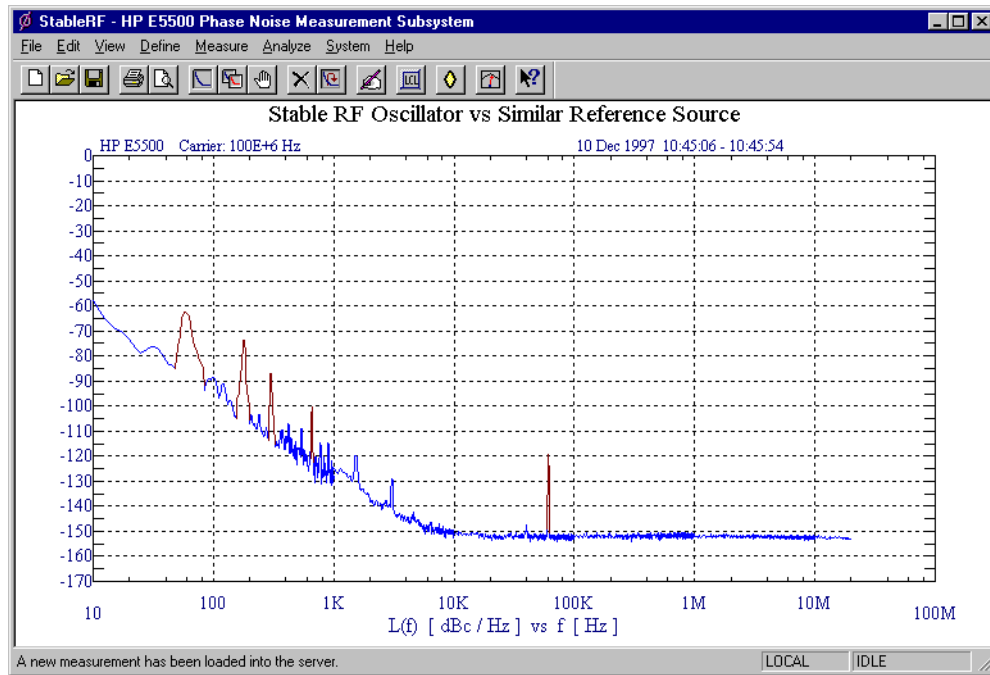 StableRF - HP E5500 Phase Noise Measurement Subsystem
File Edit View Define Measure Analyze System Help
Stable RF Oscillator vs Similar Reference Source
HP E5500 Carrier: 100E+6 Hz 10 Dec 1997 10:45:06 - 10:45:54
0
-10
-20
-30
-40
-50
-60
-70
-80
-90
-100
-110
-120
-130
-140
-150
-160
-170
10 100 1K 10K 100K 1M 10M 100M
L(f) [ dBc / Hz ] vs f [ Hz ]
A new measurement has been loaded into the server. LOCAL IDLE